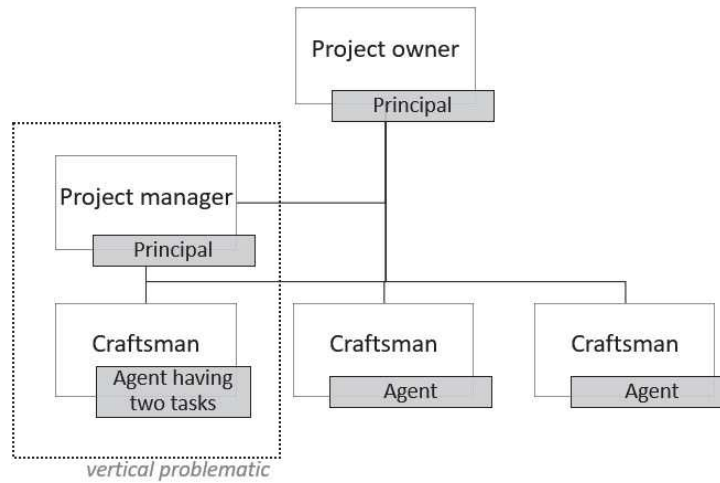 Project owner
Principal
Project manager
Principal
Craftsman
Agent having
two tasks
Craftsman
Agent
Craftsman
Agent
vertical problematic